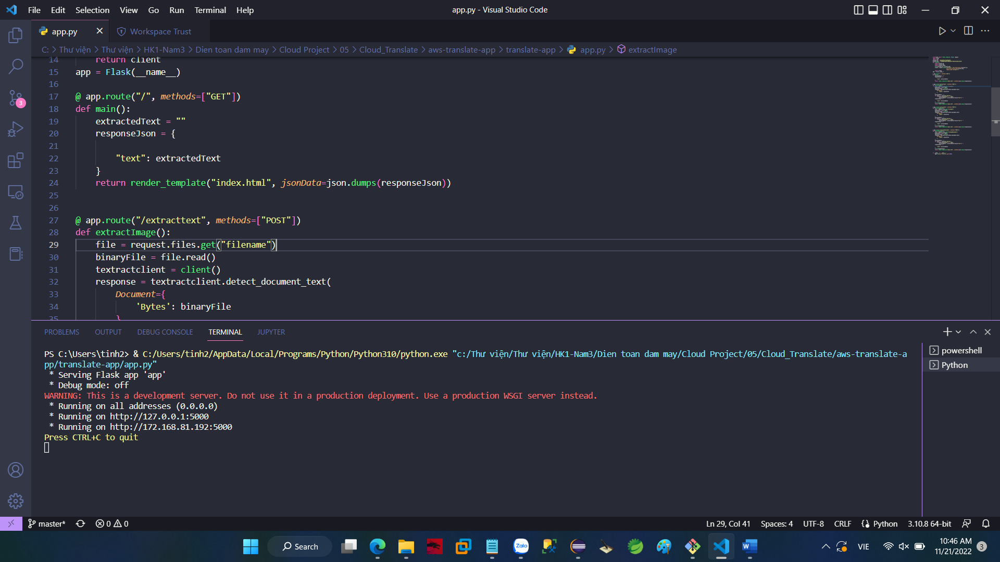 File Edit Selection View Go Run Terminal Help
app.py - Visual Studio Code
app.py
Workspace Trust
C: > Thư viện > Thư viện > HK1-Nam3 > Dien toan dam may > Cloud Project > 05 > Cloud_Translate > aws-translate-app > translate-app > app.py > extractImage
14 return client
15 app = Flask(__name__)
16
17 @ app.route("/", methods=["GET"])
18 def main():
19 extractedText = ""
20 responseJson = {
21
22 "text": extractedText
23 }
24 return render_template("index.html", jsonData=json.dumps(responseJson))
25
26
27 @ app.route("/extracttext", methods=["POST"])
28 def extractImage():
29 file = request.files.get("filename")
30 binaryFile = file.read()
31 textractclient = client()
32 response = textractclient.detect_document_text(
33 Document={
34 'Bytes': binaryFile
35 }
3
PROBLEMS OUTPUT DEBUG CONSOLE TERMINAL JUPYTER
PS C:\Users\tinh2> & C:/Users/tinh2/AppData/Local/Programs/Python/Python310/python.exe "c:/Thư viện/Thư viện/HK1-Nam3/Dien toan dam may/Cloud Project/05/Cloud_Translate/aws-translate-a
pp/translate-app/app.py"
* Serving Flask app 'app'
* Debug mode: off
WARNING: This is a development server. Do not use it in a production deployment. Use a production WSGI server instead.
* Running on all addresses (0.0.0.0)
* Running on http://127.0.0.1:5000
* Running on http://172.168.81.192:5000
Press CTRL+C to quit
powershell
Python
master* 0 0
Ln 29, Col 41 Spaces: 4 UTF-8 CRLF Python 3.10.8 64-bit
Search
Zalo
VIE
10:46 AM
11/21/2022
3